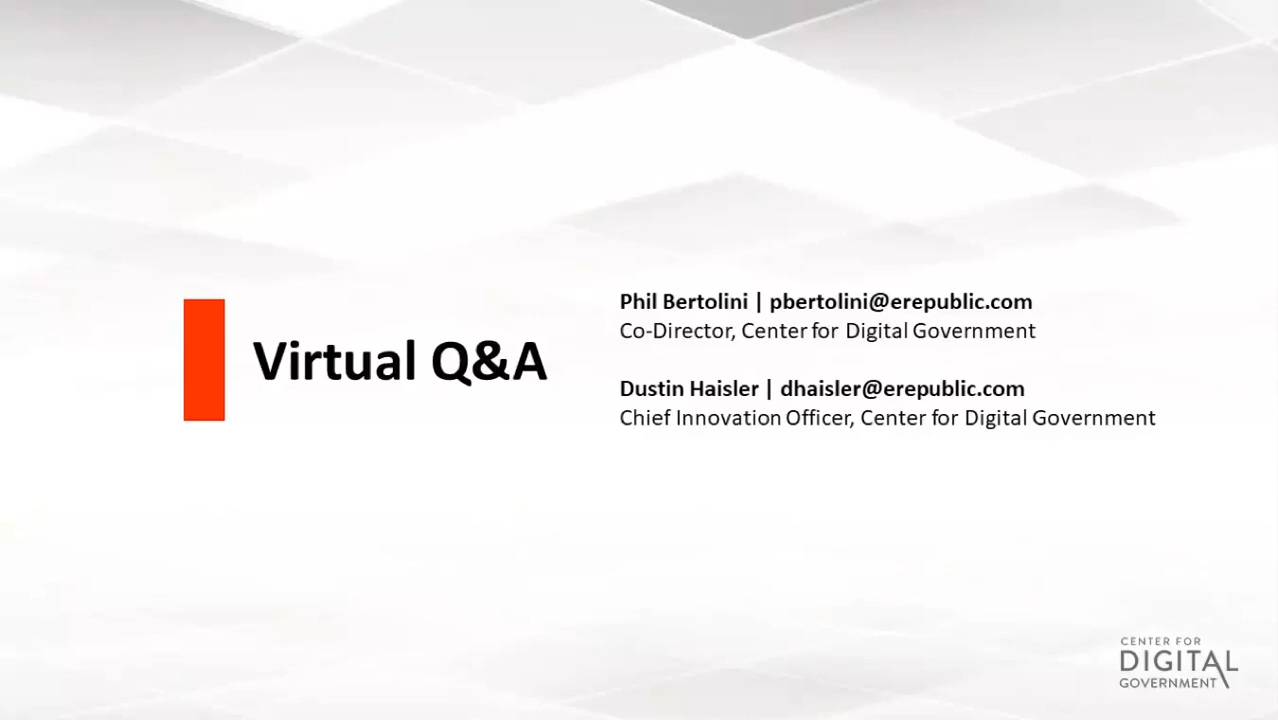 Virtual Q&A
Phil Bertolini | pbertolini@erepublic.com
Co-Director, Center for Digital Government
Dustin Haisler | dhaisler@erepublic.com
Chief Innovation Officer, Center for Digital Government
CENTER FOR
DIGITAL
GOVERNMENT